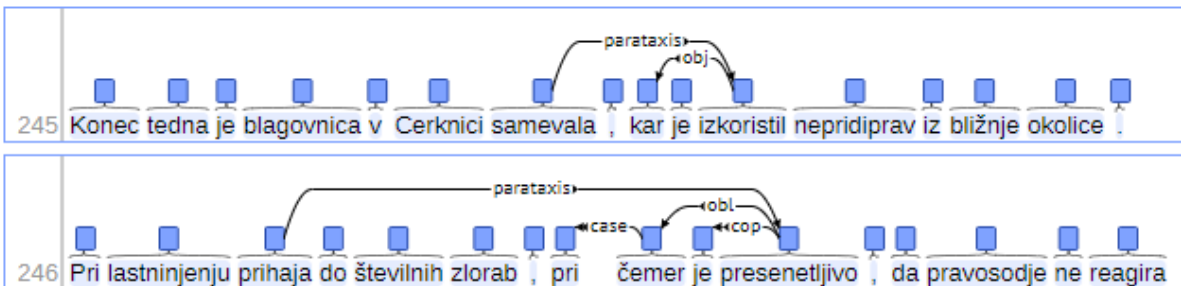 parataxis
obj
245 Konec tedna je blagovnica v Cerknici samevala , kar je izkoristil nepridiprav iz bližnje okolice .
parataxis
obl
case cop
246 Pri lastninjenju prihaja do številnih zlorab , pri čemer je presenetljivo , da pravosodje ne reagira